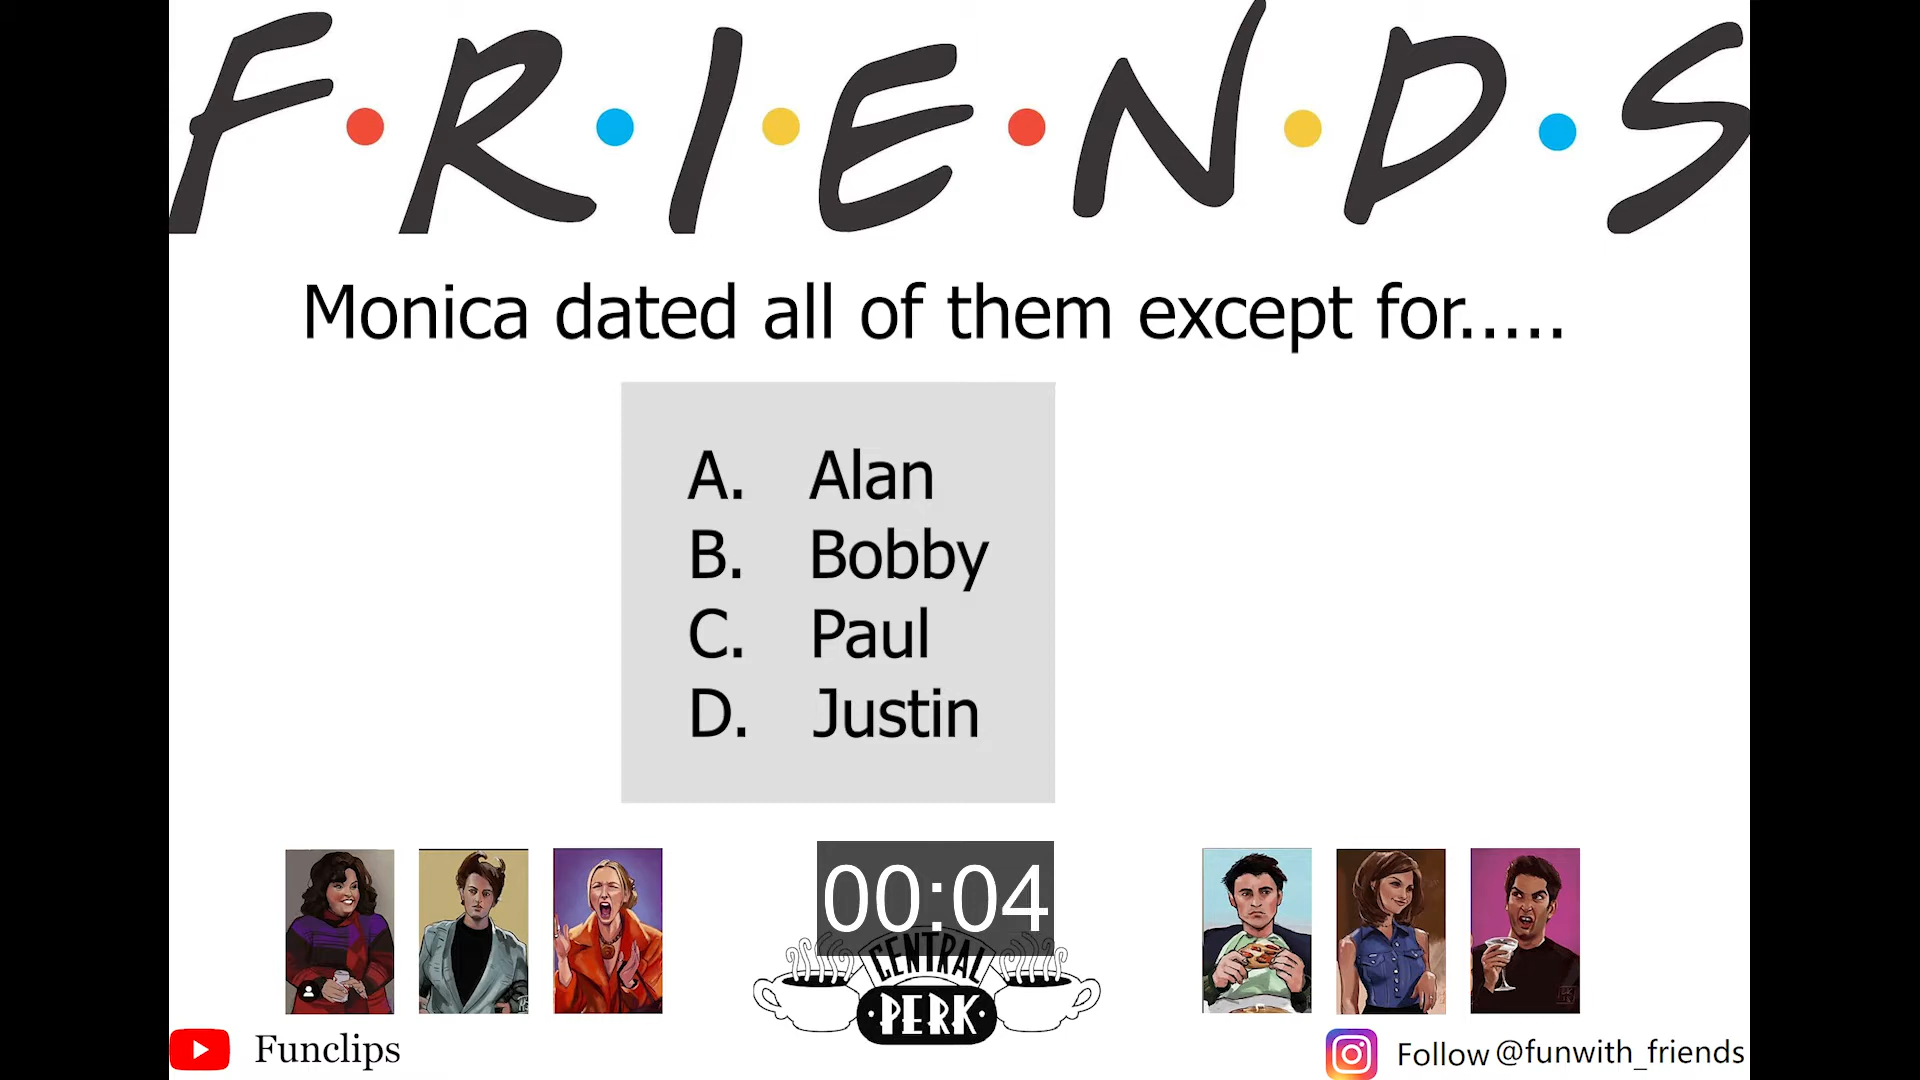 F.R.I.E.N.D.S
Monica dated all of them except for.....
A. Alan
B. Bobby
C. Paul
D. Justin
00:04
CENTRAL
PERK
Funclips
Follow @funwith_friends